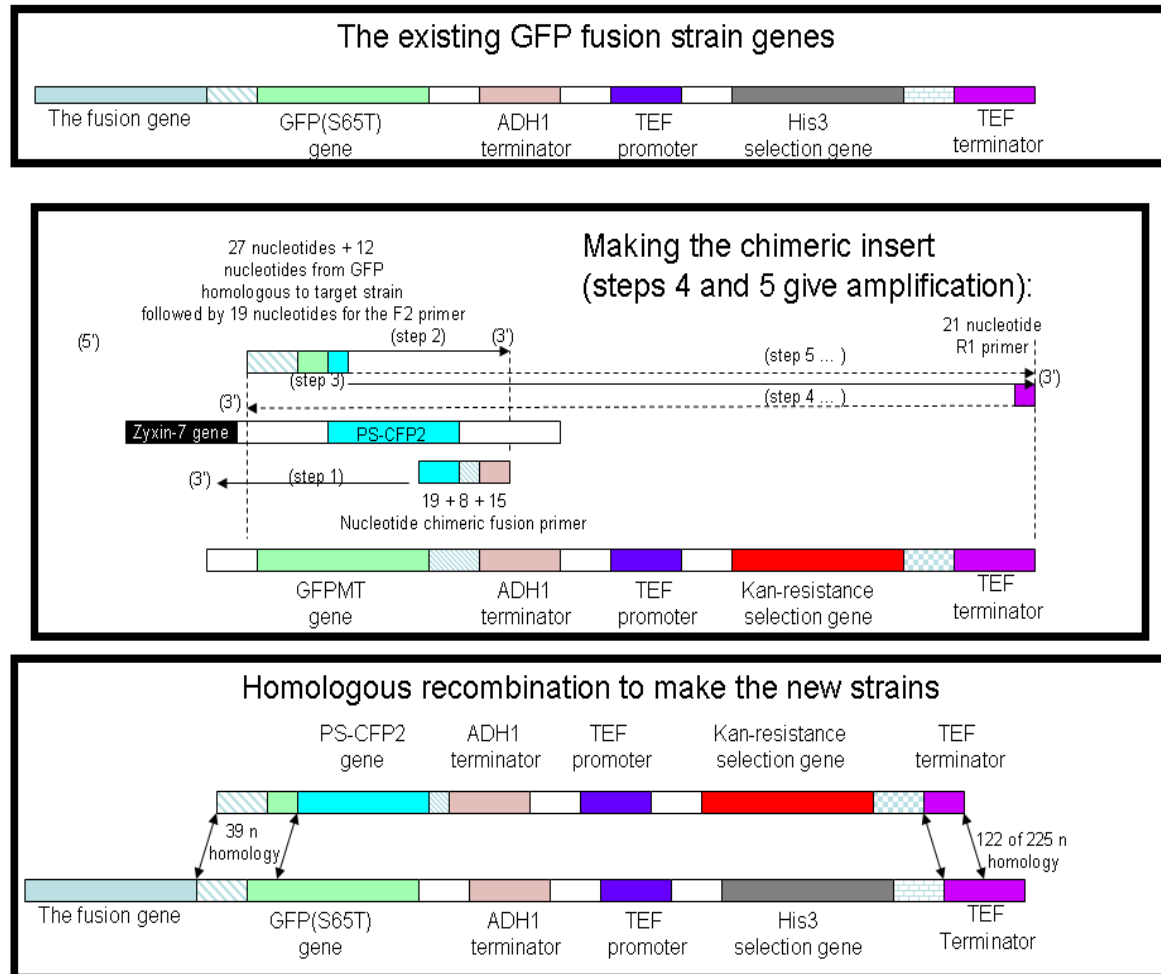 The existing GFP fusion strain genes
The fusion gene
GFP(S65T)
gene
ADH1
terminator
TEF
promoter
His3
selection gene
TEF
terminator
27 nucleotides + 12
nucleotides from GFP
homologous to target strain
followed by 19 nucleotides for the F2 primer
Making the chimeric insert
(steps 4 and 5 give amplification):
(5')
(step 2)
(3')
21 nucleotide
R1 primer
(step 5 ... )
(3')
(step 3)
(3')
(step 4 ... )
Zyxin-7 gene
PS-CFP2
(3')
(step 1)
19 + 8 + 15
Nucleotide chimeric fusion primer
GFPMT
gene
ADH1
terminator
TEF
promoter
Kan-resistance
selection gene
TEF
terminator
Homologous recombination to make the new strains
PS-CFP2
gene
ADH1
terminator
TEF
promoter
Kan-resistance
selection gene
TEF
terminator
39 n
homology
122 of 225 n
homology
The fusion gene
GFP(S65T)
gene
ADH1
terminator
TEF
promoter
His3
selection gene
TEF
Terminator